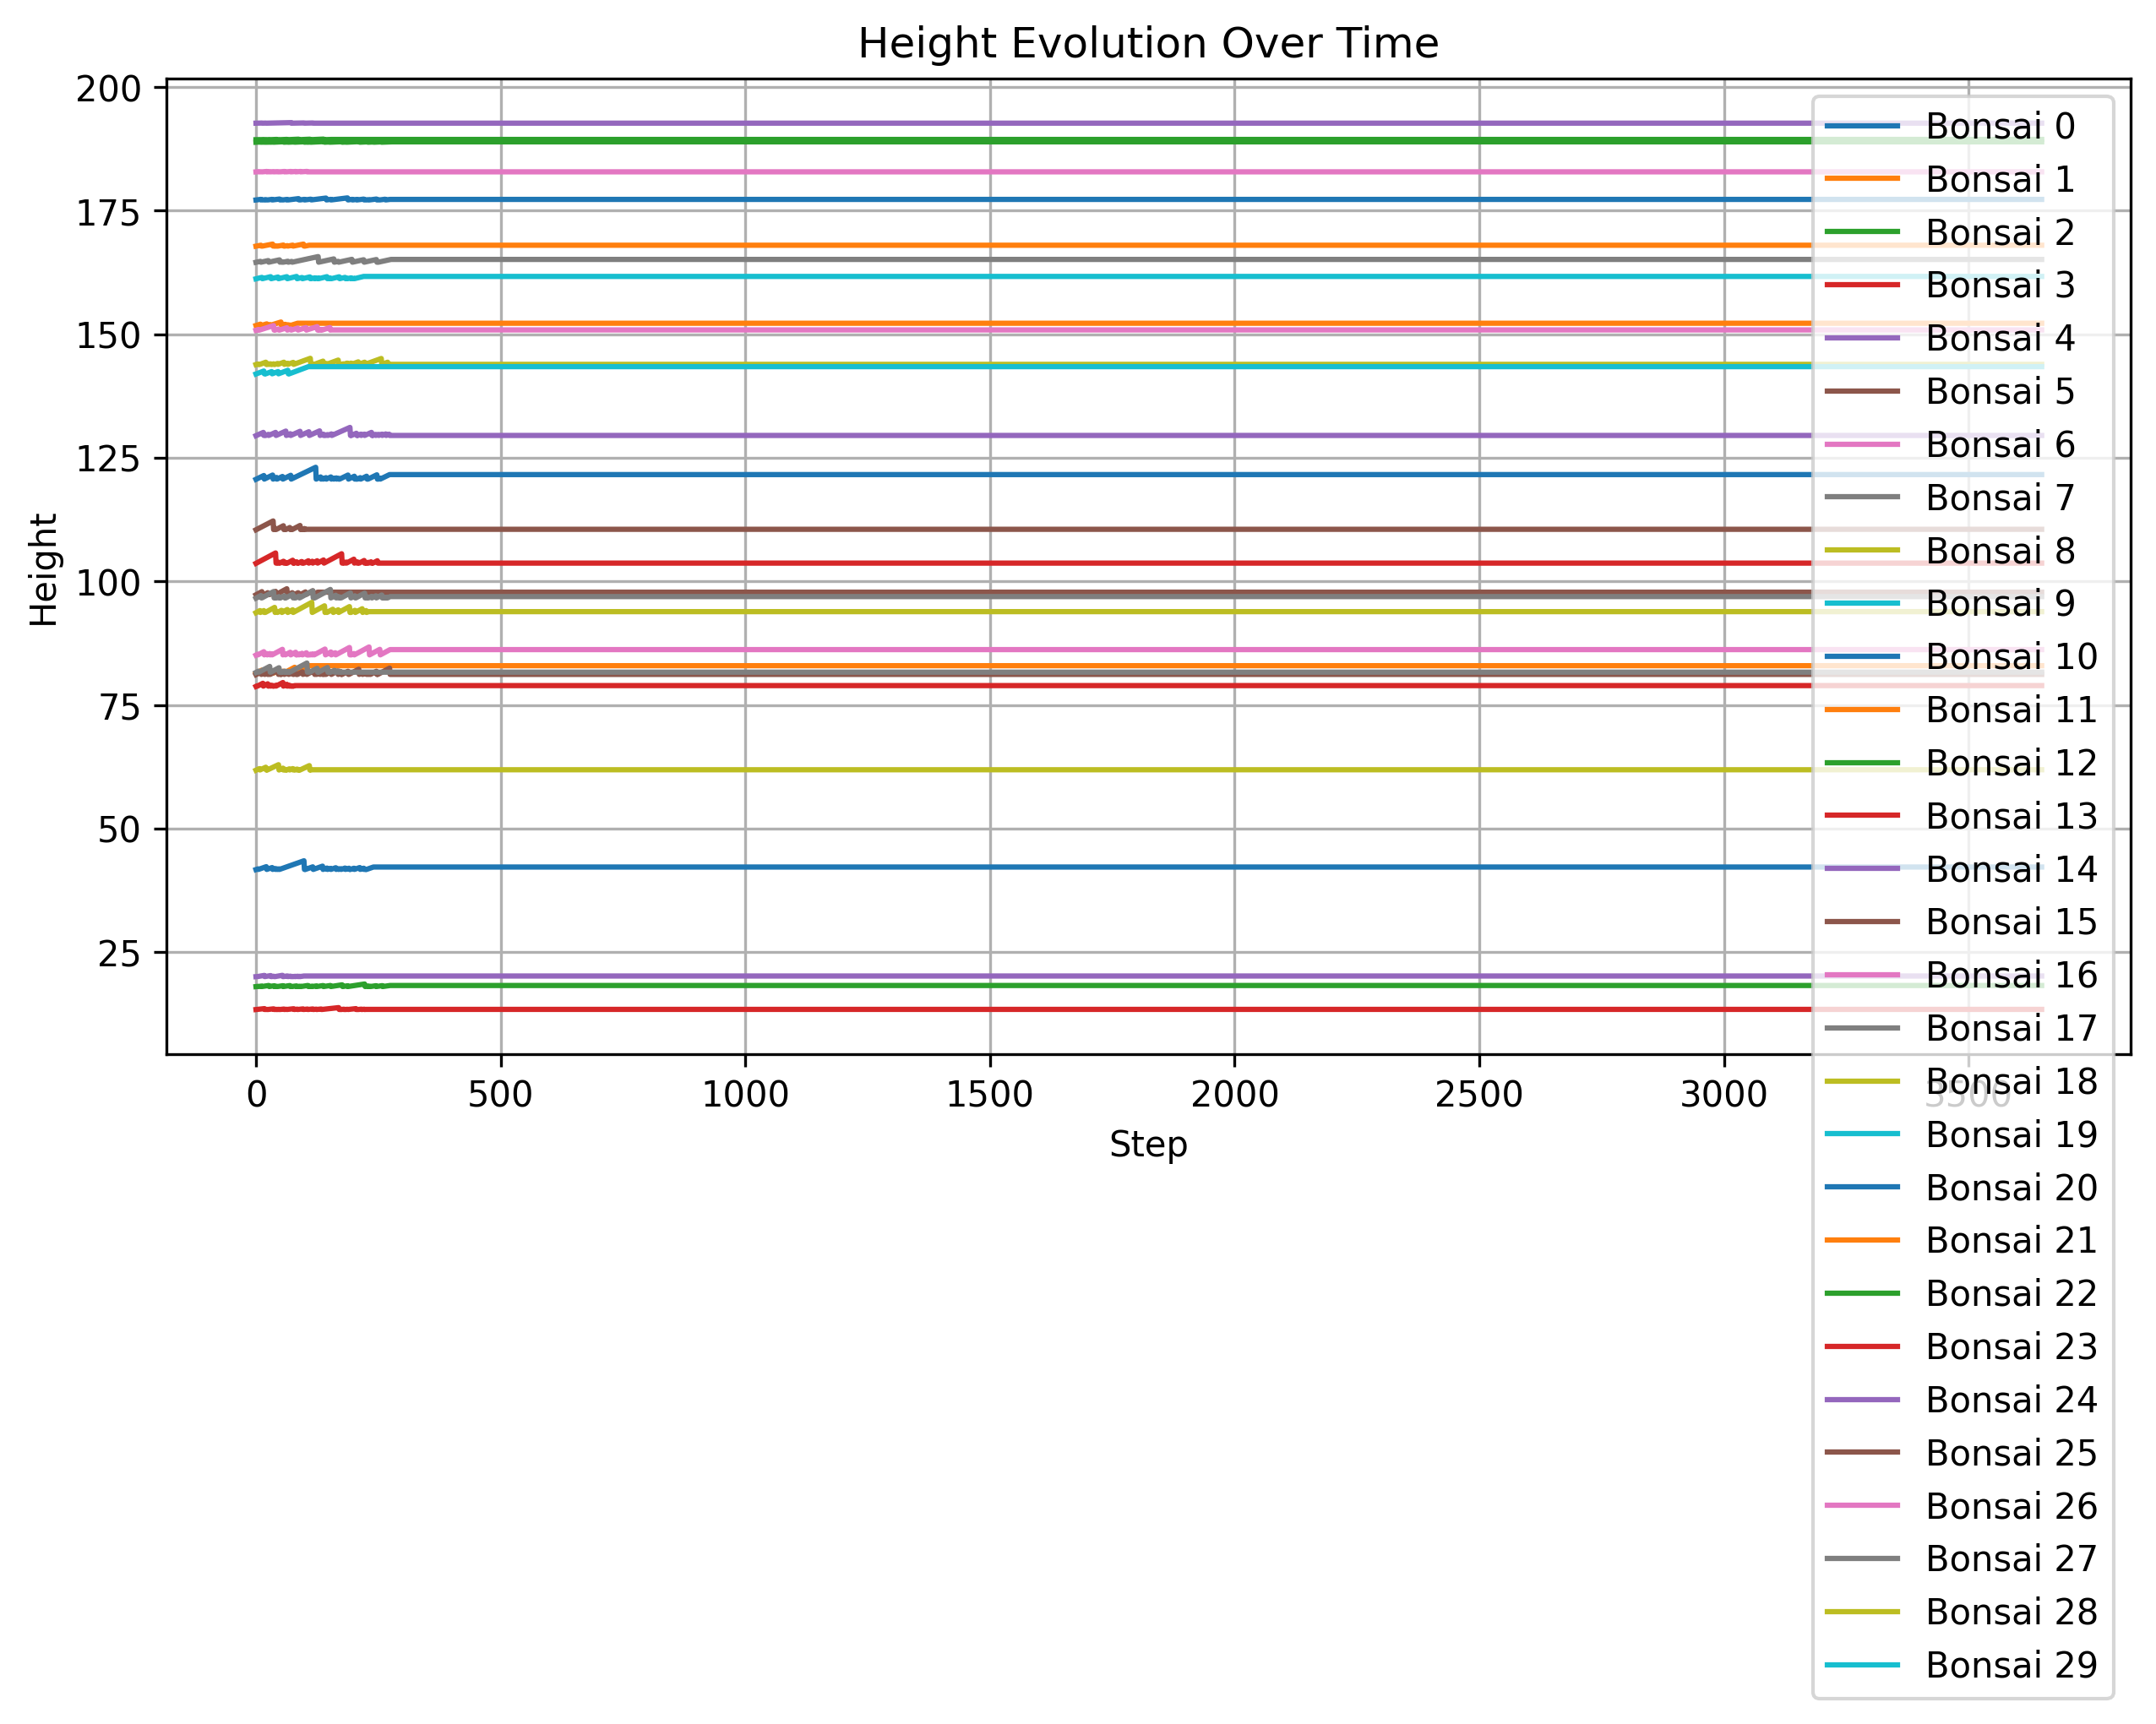 Height Evolution Over Time
200
175
150
125
100
75
50
25
Height
0
500
1000
1500
2000
2500
3000
3500
Step
Bonsai 0
Bonsai 1
Bonsai 2
Bonsai 3
Bonsai 4
Bonsai 5
Bonsai 6
Bonsai 7
Bonsai 8
Bonsai 9
Bonsai 10
Bonsai 11
Bonsai 12
Bonsai 13
Bonsai 14
Bonsai 15
Bonsai 16
Bonsai 17
Bonsai 18
Bonsai 19
Bonsai 20
Bonsai 21
Bonsai 22
Bonsai 23
Bonsai 24
Bonsai 25
Bonsai 26
Bonsai 27
Bonsai 28
Bonsai 29